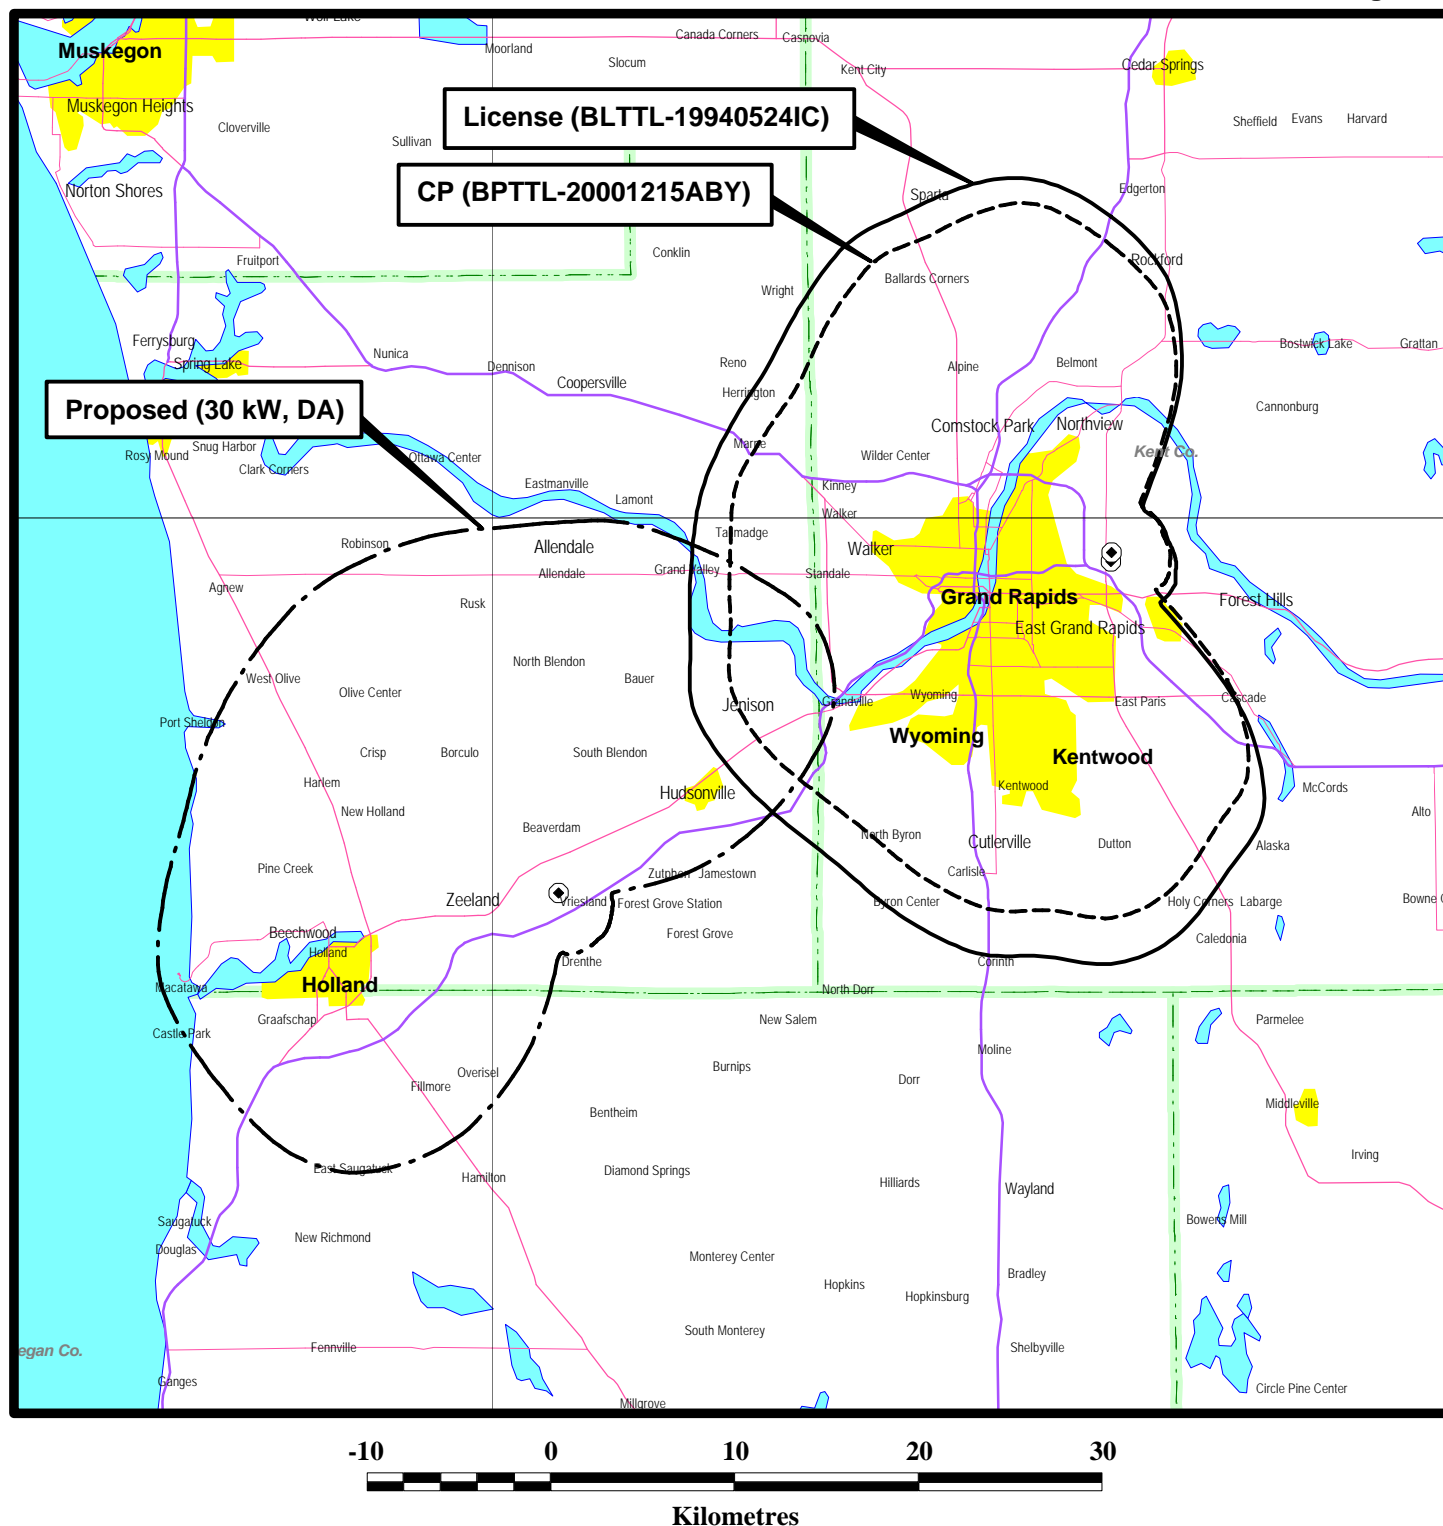 Muskegon
Moorland
Canada Corners
Casnovia
Slocum
Kent City
Cedar Springs
Muskegon Heights
License (BLTTL-19940524IC)
Cloverville
Sullivan
Sheffield
Evans
Harvard
Norton Shores
CP (BPTTL-20001215ABY)
Sparta
Edgerton
Fruitport
Conklin
Rockford
Wright
Ballards Corners
Ferrysburg
Spring Lake
Nunica
Dennison
Coopersville
Reno
Herrington
Alpine
Belmont
Bostwick Lake
Grattan
Proposed (30 kW, DA)
Cannonburg
Comstock Park
Northview
Kent Co.
Rosy Mound
Snug Harbor
Clark Corners
Ottawa Center
Marne
Wilder Center
Eastmanville
Lamont
Kinney
Walker
Robinson
Allendale
Talmadge
Walker
Agnew
Allendale
Grand Valley
Standale
Rusk
Grand Rapids
Forest Hills
East Grand Rapids
North Blendon
Bauer
West Olive
Olive Center
Jenison
Grandville
Wyoming
East Paris
Cascade
Port Sheldon
Crisp
Borculo
South Blendon
Wyoming
Kentwood
Harlem
Hudsonville
Kentwood
McCords
New Holland
Alto
Beaverdam
North Byron
Cutlerville
Dutton
Alaska
Pine Creek
Zutphen
Jamestown
Carlisle
Zeeland
Vriesland
Forest Grove Station
Byron Center
Holy Corners
Labarge
Beechwood
Forest Grove
Caledonia
Holland
Drenthe
Corinth
Macatawa
Holland
North Dorr
Castle Park
Graafschap
New Salem
Parmelee
Moline
Overisel
Fillmore
Burnips
Dorr
Bentheim
Middleville
East Saugatuck
Hamilton
Diamond Springs
Hilliards
Wayland
Irving
Saugatuck
Douglas
New Richmond
Bowens Mill
Monterey Center
Hopkins
Hopkinsburg
Bradley
South Monterey
egan Co.
Fennville
Shelbyville
Ganges
Circle Pine Center
Millgrove
-10 0 10 20 30
Kilometres